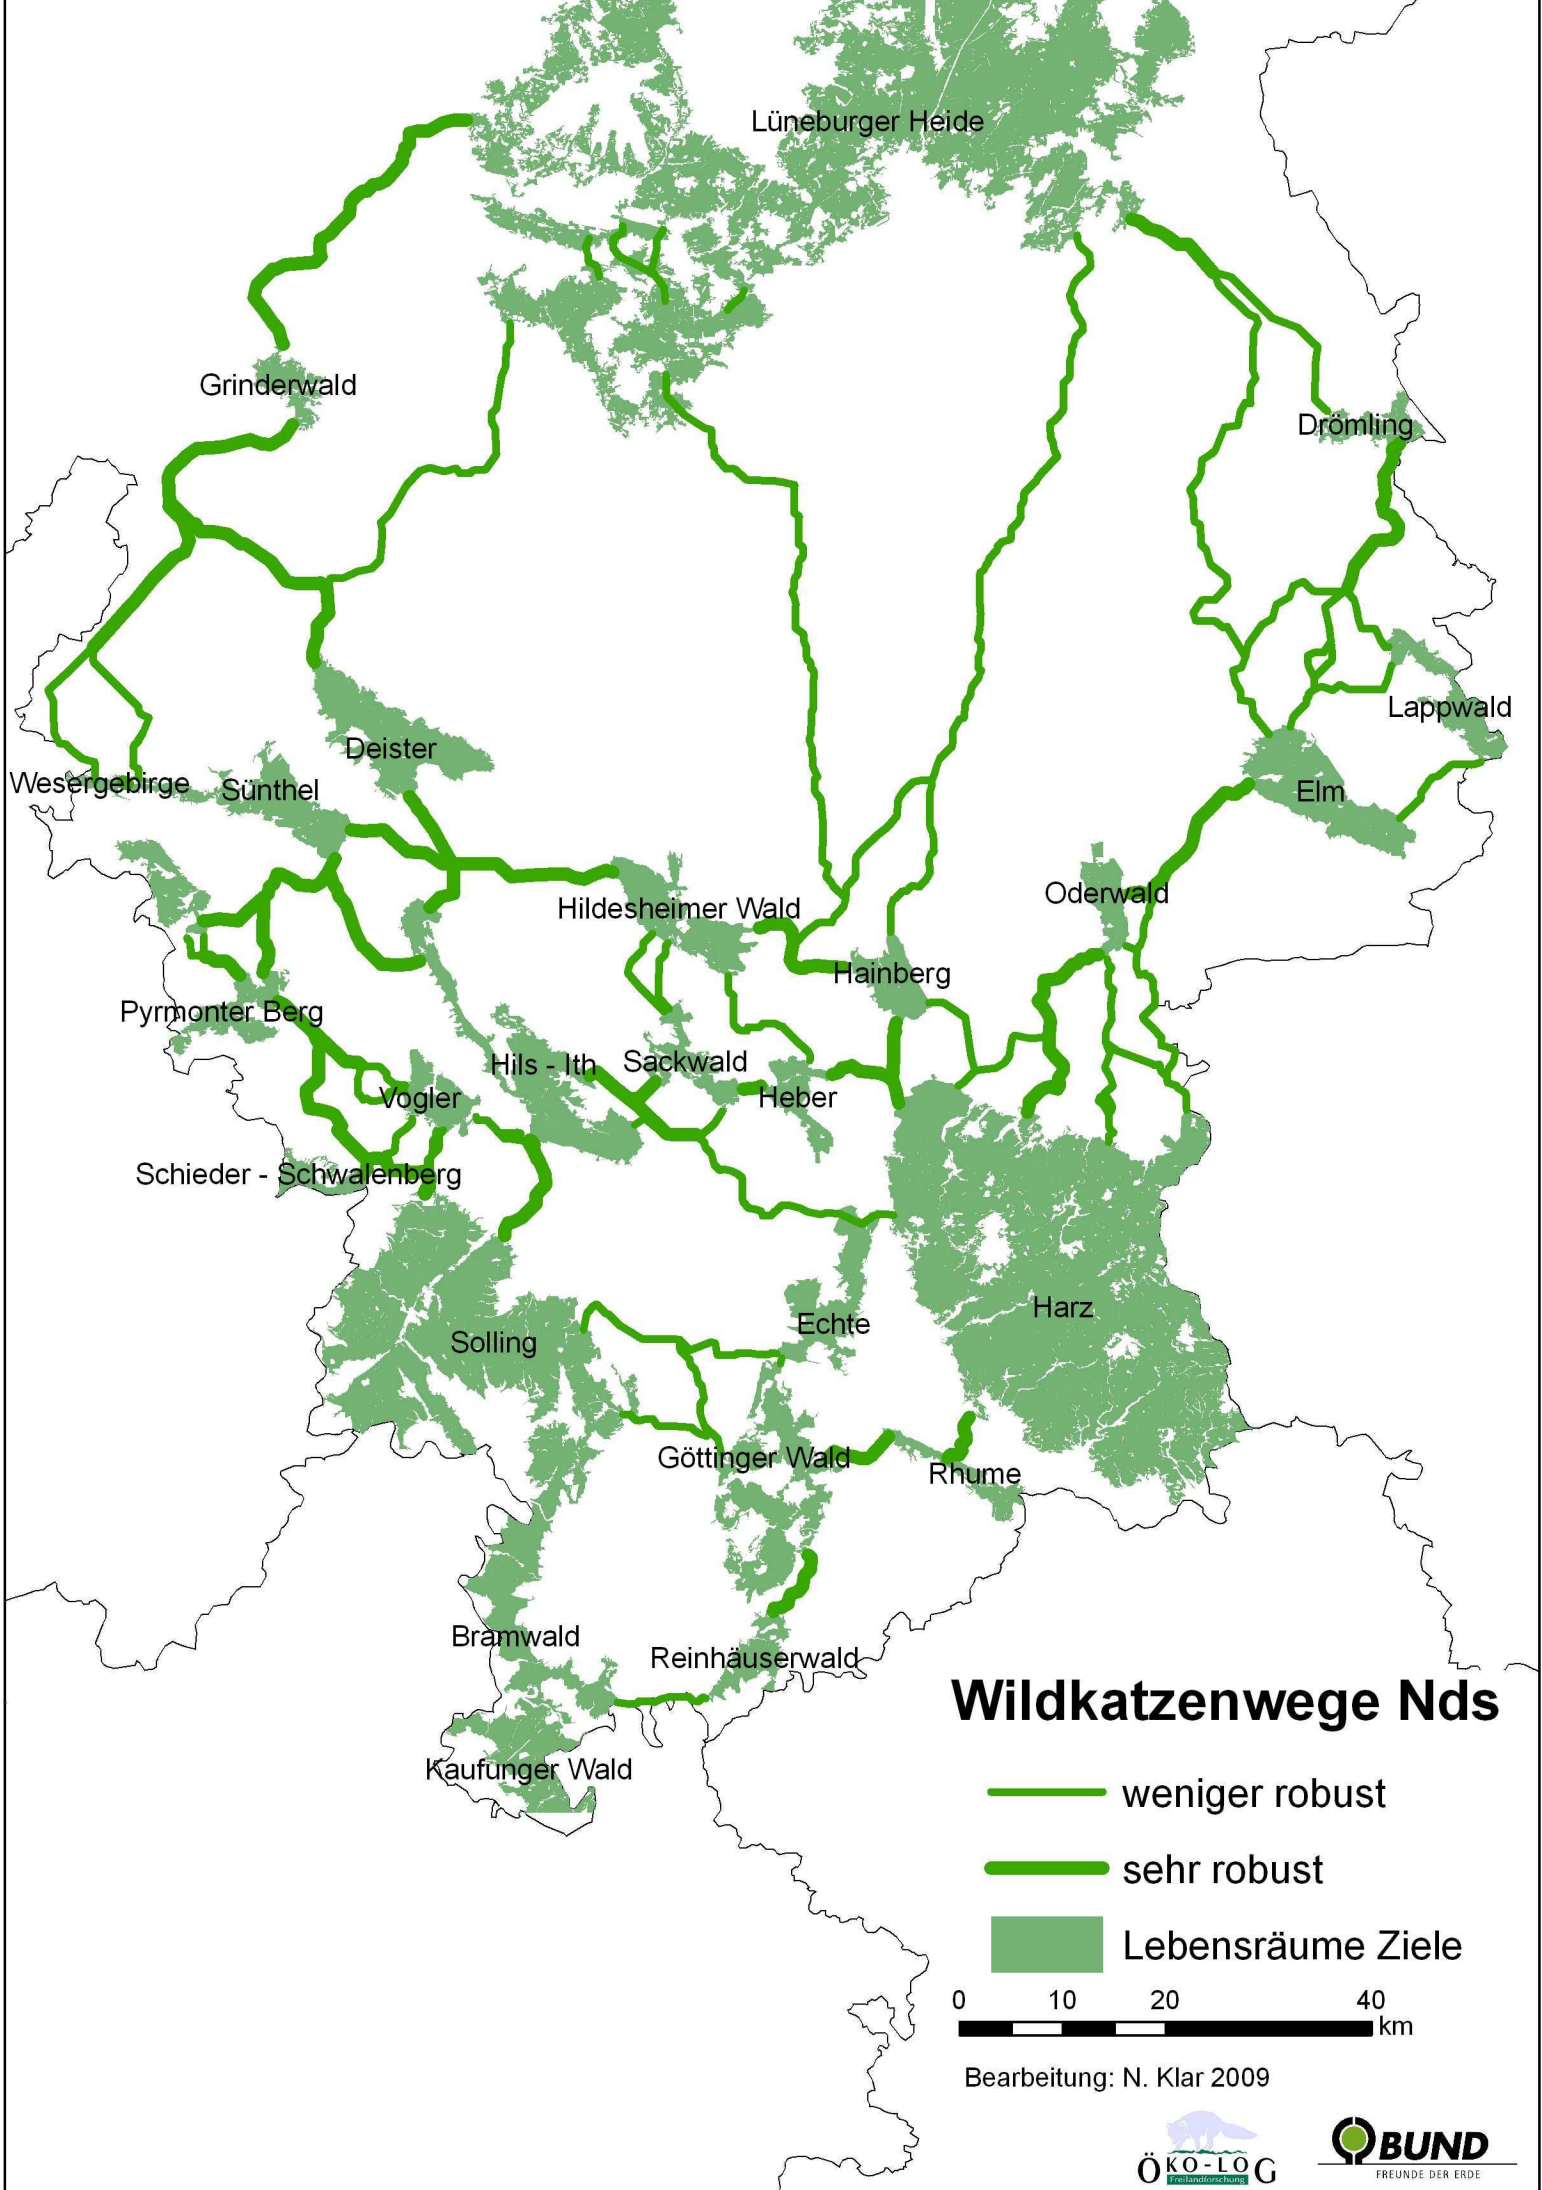 Lüneburger Heide
Grinderwald
Drömling
Lappwald
Deister
Wesergebirge
Sünthel
Elm
Oderwald
Hildesheimer Wald
Hainberg
Pyrmonter Berg
Hils - Ith
Sackwald
Heber
Vogler
Schieder - Schwalenberg
Harz
Echte
Solling
Göttinger Wald
Rhume
Bramwald
Reinhäuserwald
Kaufunger Wald
Wildkatzenwege Nds
weniger robust
sehr robust
Lebensräume Ziele
0 10 20 40
km
Bearbeitung: N. Klar 2009
ÖKO-LOG
Freilandforschung
BUND
FREUNDE DER ERDE